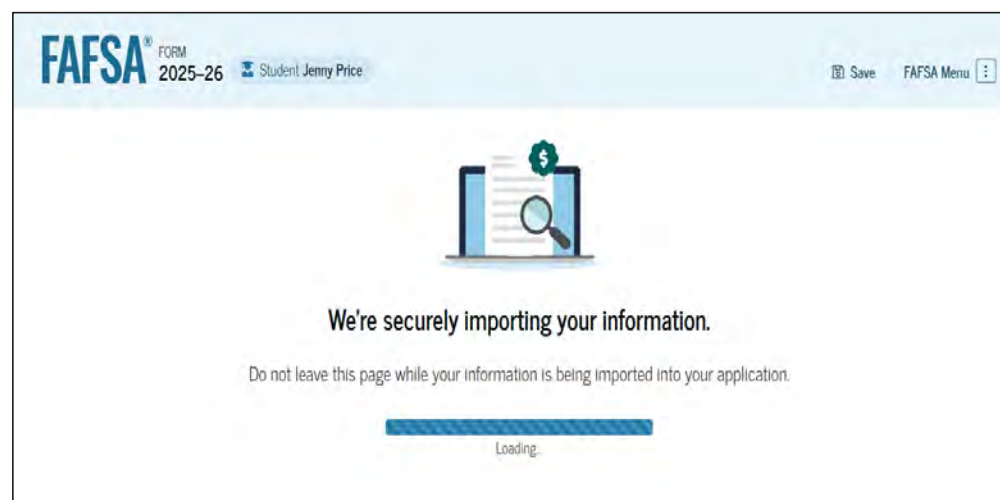 FAFSA® FORM 2025–26 Student Jenny Price Save FAFSA Menu
$
We're securely importing your information.
Do not leave this page while your information is being imported into your application.
Loading.